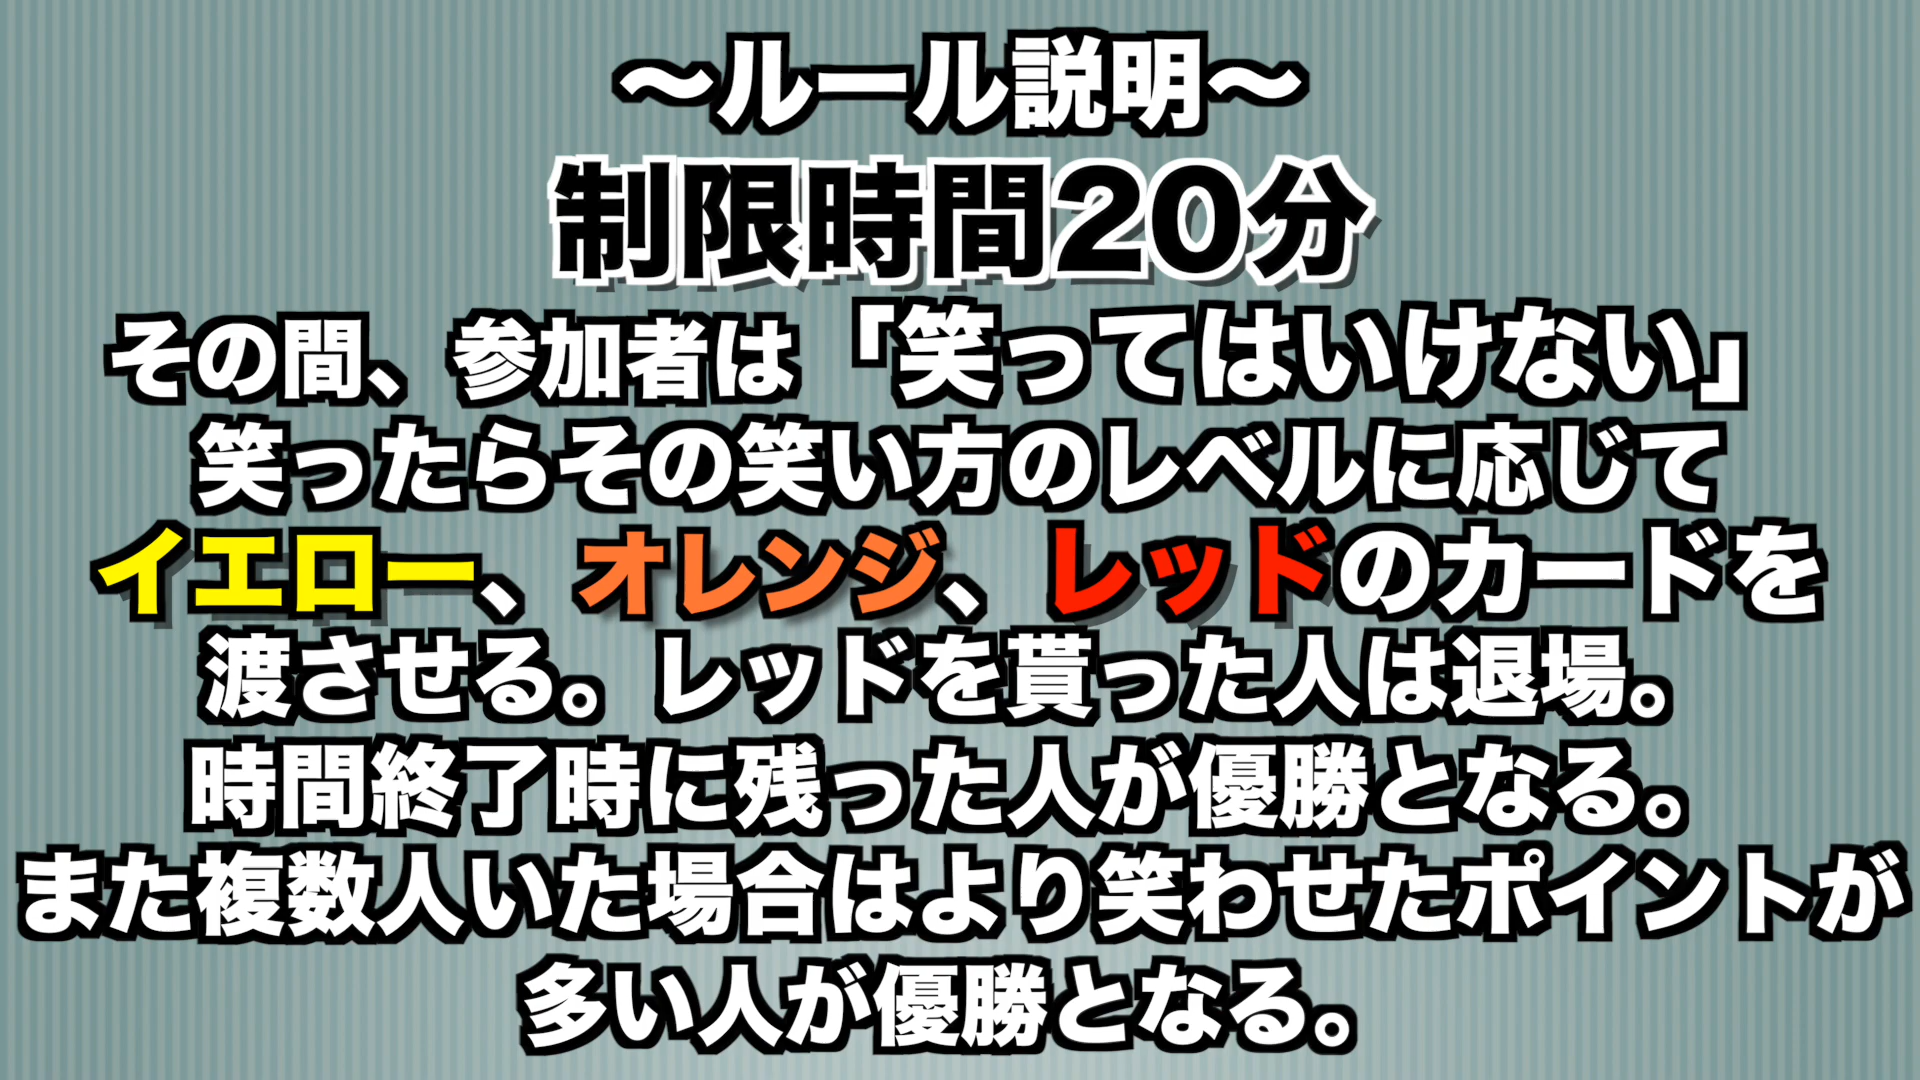 〜ルール説明〜
制限時間20分
その間、参加者は「笑ってはいけない」
笑ったらその笑い方のレベルに応じて
イエロー、オレンジ、レッドのカードを
渡させる。レッドを貰った人は退場。
時間終了時に残った人が優勝となる。
また複数人いた場合はより笑わせたポイントが
多い人が優勝となる。